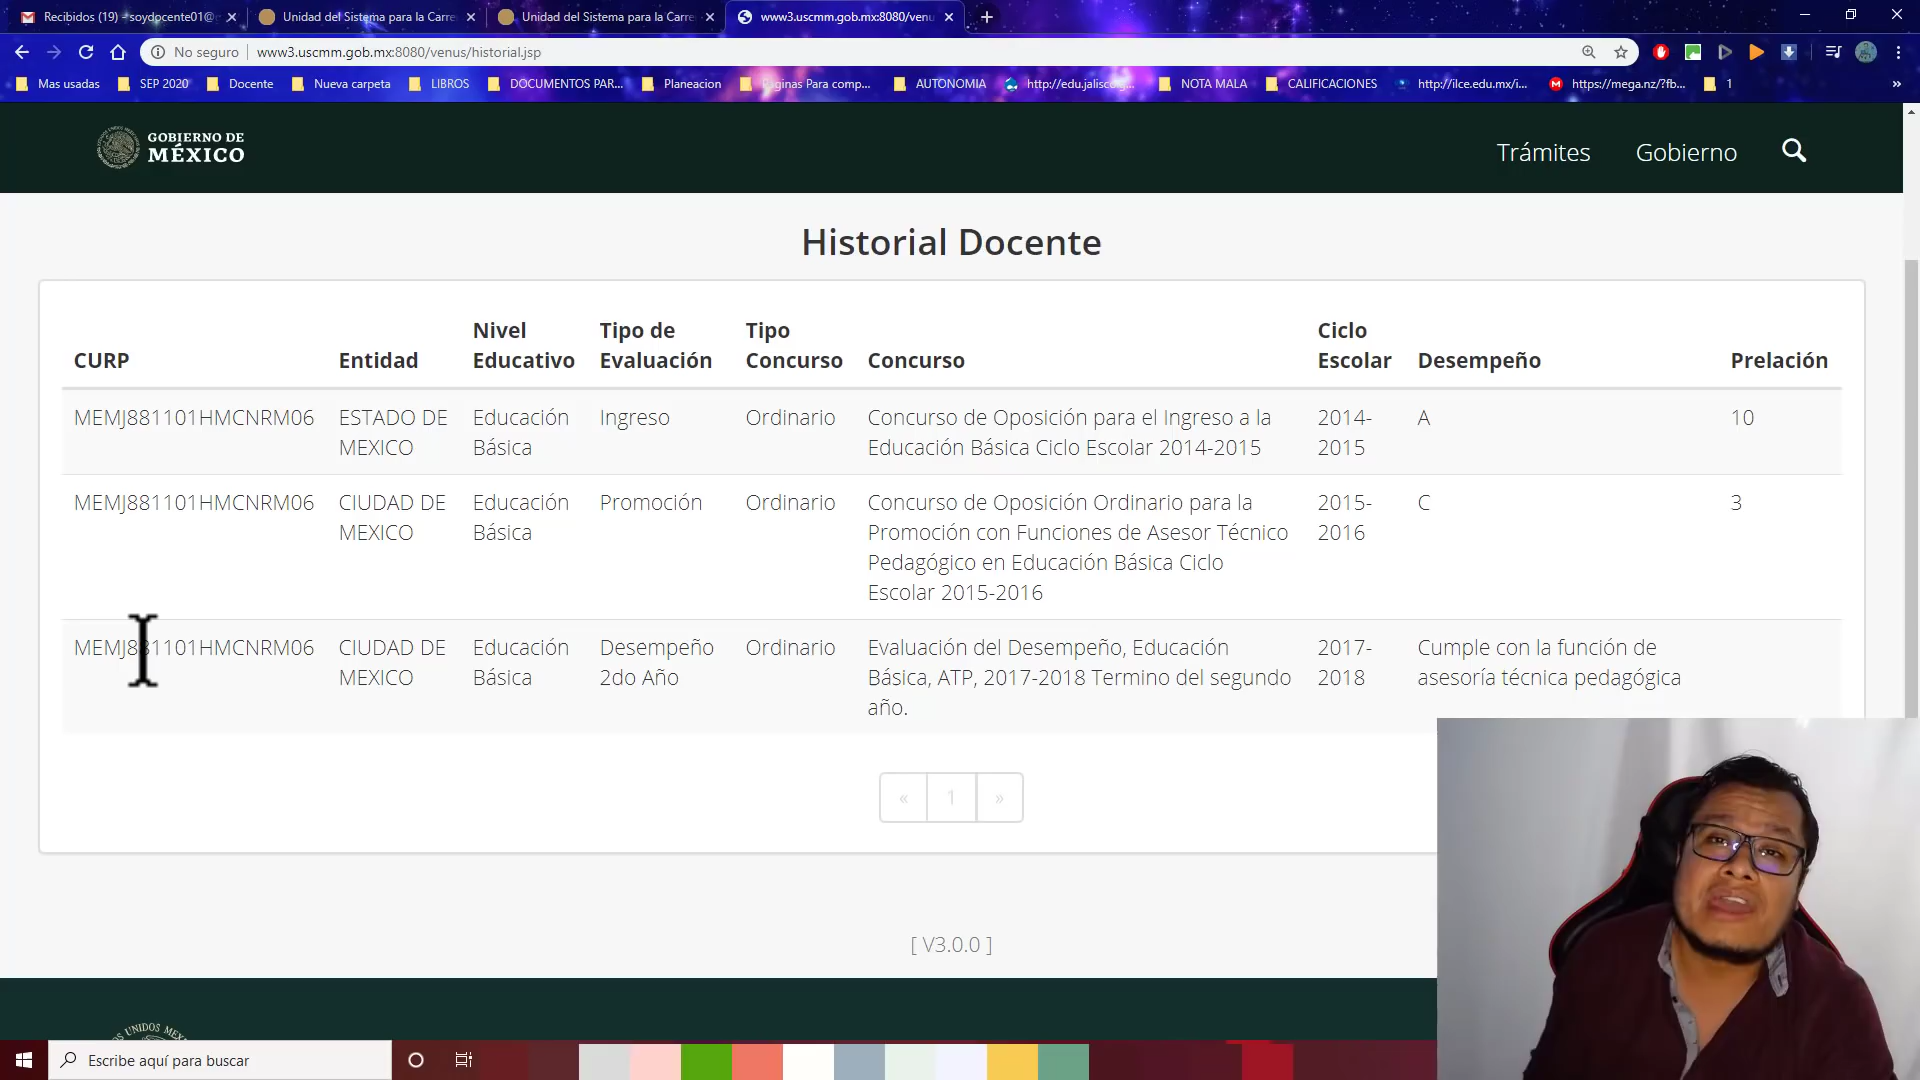 Recibidos (19) - soydocente01@
Unidad del Sistema para la Carre
Unidad del Sistema para la Carre
www3.uscmm.gob.mx:8080/venu
No seguro
www3.uscmm.gob.mx:8080/venus/historial.jsp
Mas usadas
SEP 2020
Docente
Nueva carpeta
LIBROS
DOCUMENTOS PAR...
Planeacion
Paginas Para comp...
AUTONOMIA
http://edu.jalisco.g...
NOTA MALA
CALIFICACIONES
http://ilce.edu.mx/i...
https://mega.nz/?fb...
1
»
GOBIERNO DE
MÉXICO
Trámites
Gobierno
Historial Docente
CURP
Entidad
Nivel
Educativo
Tipo de
Evaluación
Tipo
Concurso
Concurso
Ciclo
Escolar
Desempeño
Prelación
MEMJ881101HMCNRM06
ESTADO DE
MEXICO
Educación
Básica
Ingreso
Ordinario
Concurso de Oposición para el Ingreso a la
Educación Básica Ciclo Escolar 2014-2015
2014-
2015
A
10
MEMJ881101HMCNRM06
CIUDAD DE
MEXICO
Educación
Básica
Promoción
Ordinario
Concurso de Oposición Ordinario para la
Promoción con Funciones de Asesor Técnico
Pedagógico en Educación Básica Ciclo
Escolar 2015-2016
2015-
2016
C
3
MEMJ881101HMCNRM06
CIUDAD DE
MEXICO
Educación
Básica
Desempeño
2do Año
Ordinario
Evaluación del Desempeño, Educación
Básica, ATP, 2017-2018 Termino del segundo
año.
2017-
2018
Cumple con la función de
asesoría técnica pedagógica
« 1 »
[ V3.0.0 ]
UNIDOS MEX
Escribe aquí para buscar